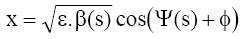 x = √ε.β(s) cos(Ψ(s) + ϕ)